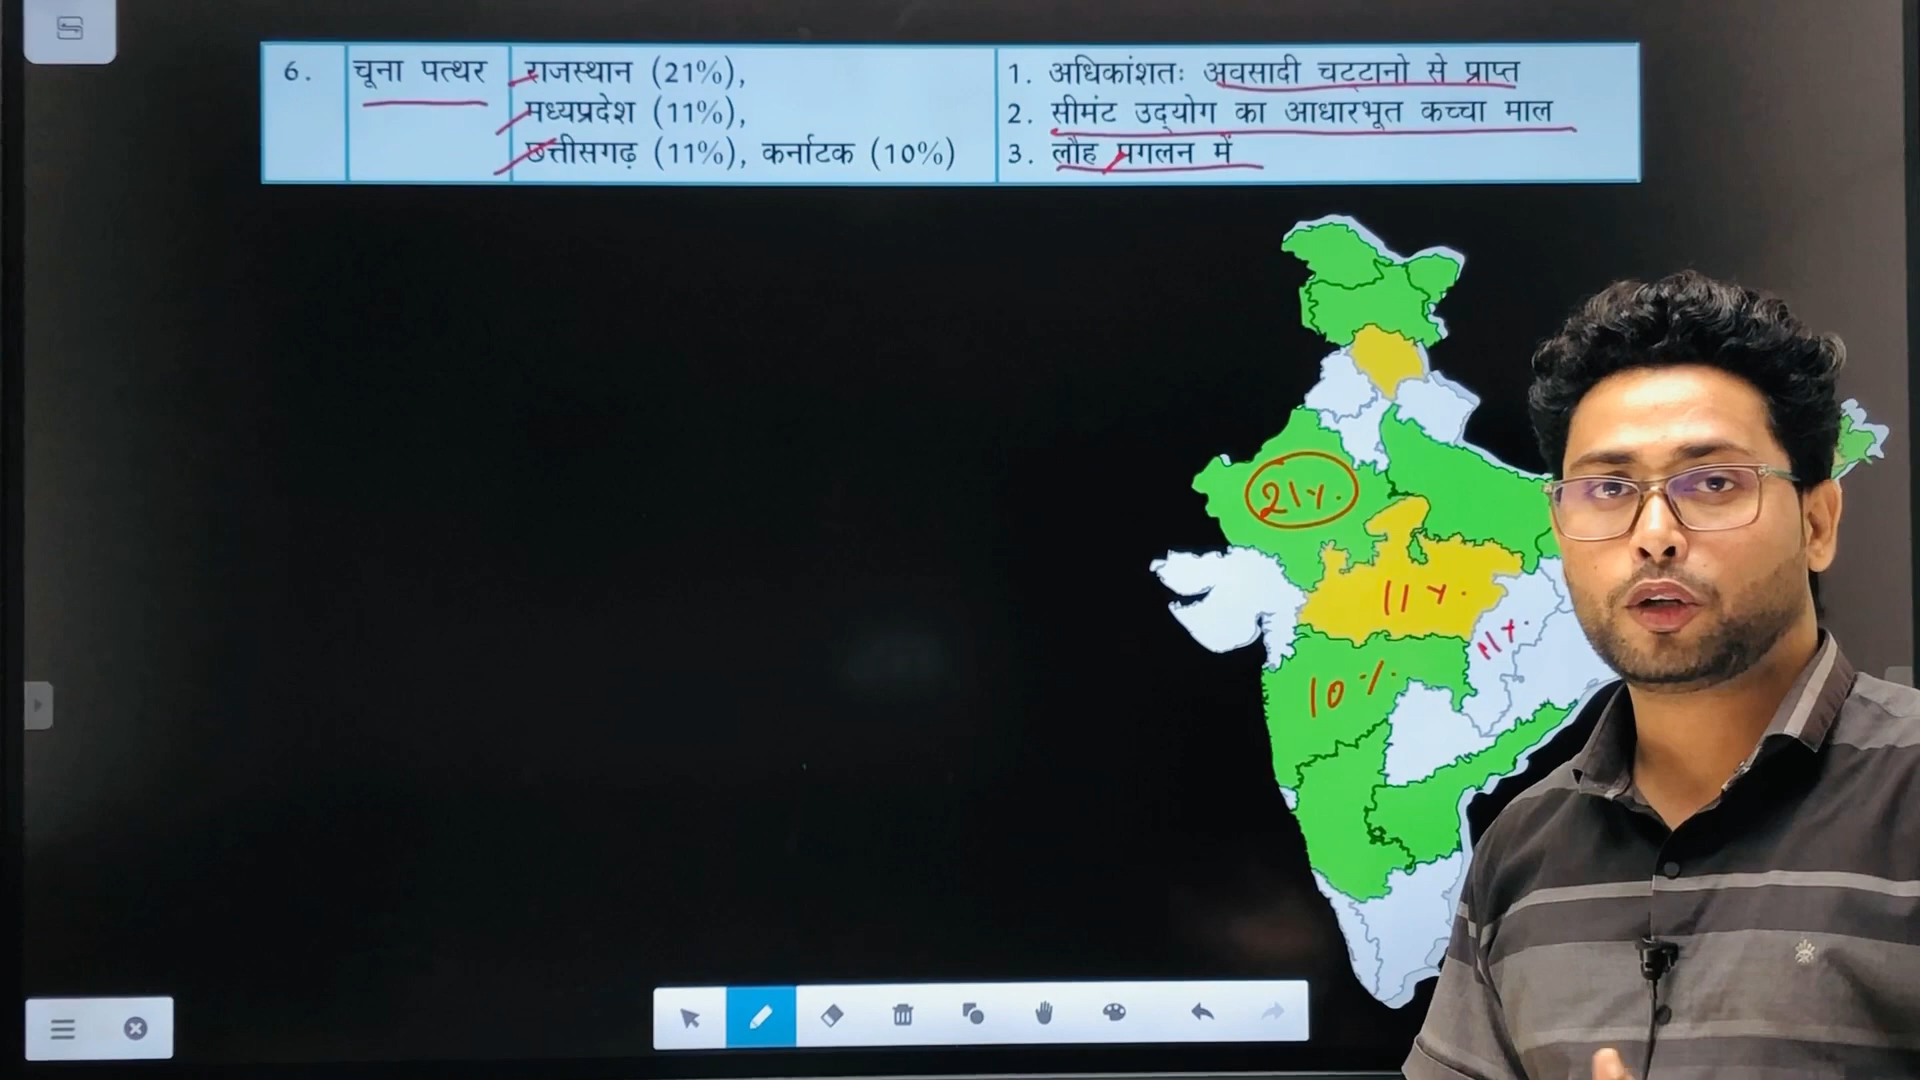 6. चूना पत्थर राजस्थान (21%), 1. अधिकांशतः अवसादी चट्टानो से प्राप्त
मध्यप्रदेश (11%), 2. सीमंट उद्योग का आधारभूत कच्चा माल
छत्तीसगढ़ (11%), कर्नाटक (10%) 3. लौह प्रगलन में
21%.
11%.
11%.
10%.